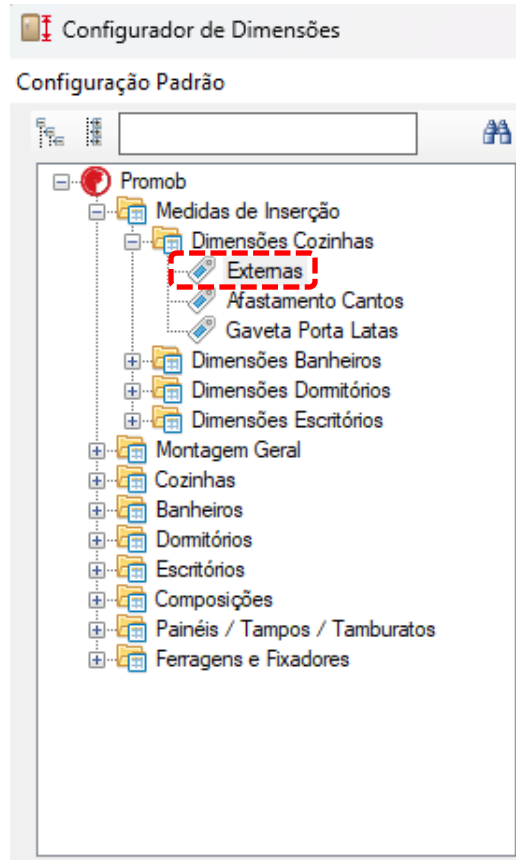 Configurador de Dimensões
Configuração Padrão
Promob
Medidas de Inserção
Dimensões Cozinhas
Externas
Afastamento Cantos
Gaveta Porta Latas
Dimensões Banheiros
Dimensões Dormitórios
Dimensões Escritórios
Montagem Geral
Cozinhas
Banheiros
Dormitórios
Escritórios
Composições
Painéis / Tampos / Tamburatos
Ferragens e Fixadores